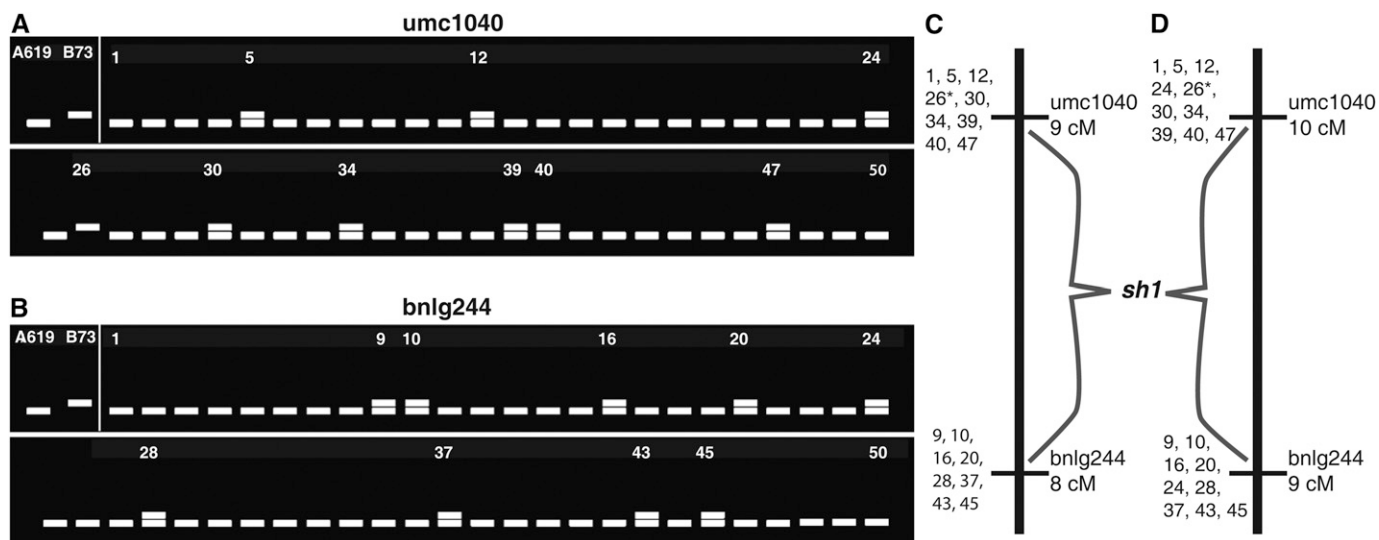 A
umc1040
A619 B73 1 5 12 24
26 30 34 39 40 47 50
B
bnlg244
A619 B73 1 9 10 16 20 24
28 37 43 45 50
C
1, 5, 12,
26*, 30,
34, 39,
40, 47
umc1040
9 cM
sh1
9, 10,
16, 20,
28, 37,
43, 45
bnlg244
8 cM
D
1, 5, 12,
24, 26*,
30, 34,
39, 40, 47
umc1040
10 cM
9, 10,
16, 20,
24, 28,
37, 43, 45
bnlg244
9 cM